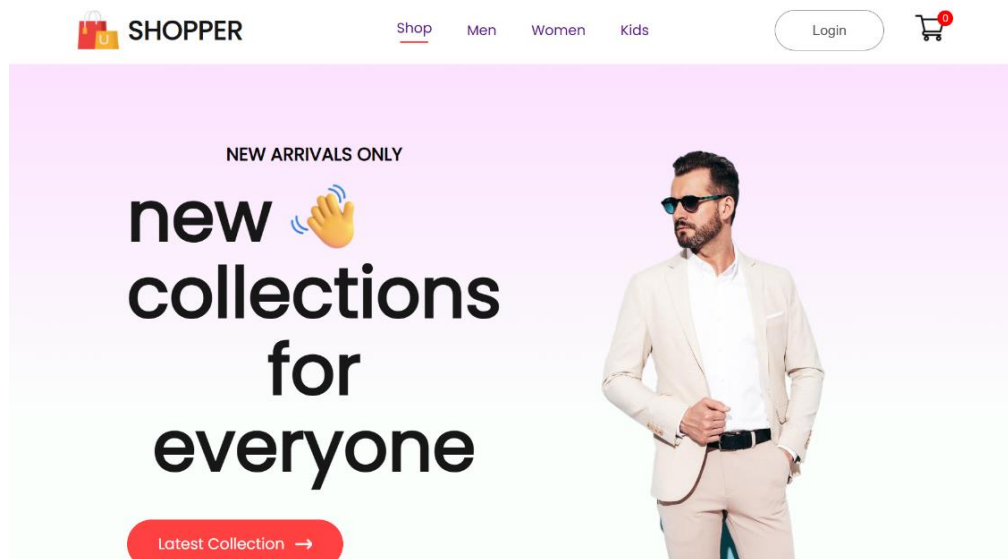 SHOPPER
Shop Men Women Kids
Login
0
NEW ARRIVALS ONLY
new
collections
for
everyone
Latest Collection